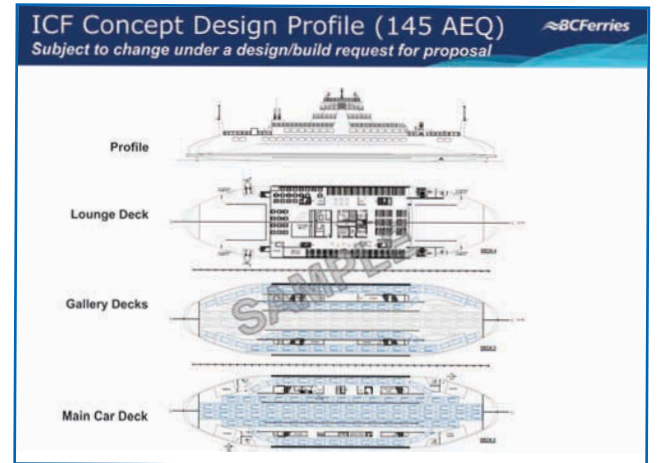 ICF Concept Design Profile (145 AEQ)
BCFerries
Subject to change under a design/build request for proposal
Profile
Lounge Deck
Gallery Decks
Main Car Deck
SAMPLE